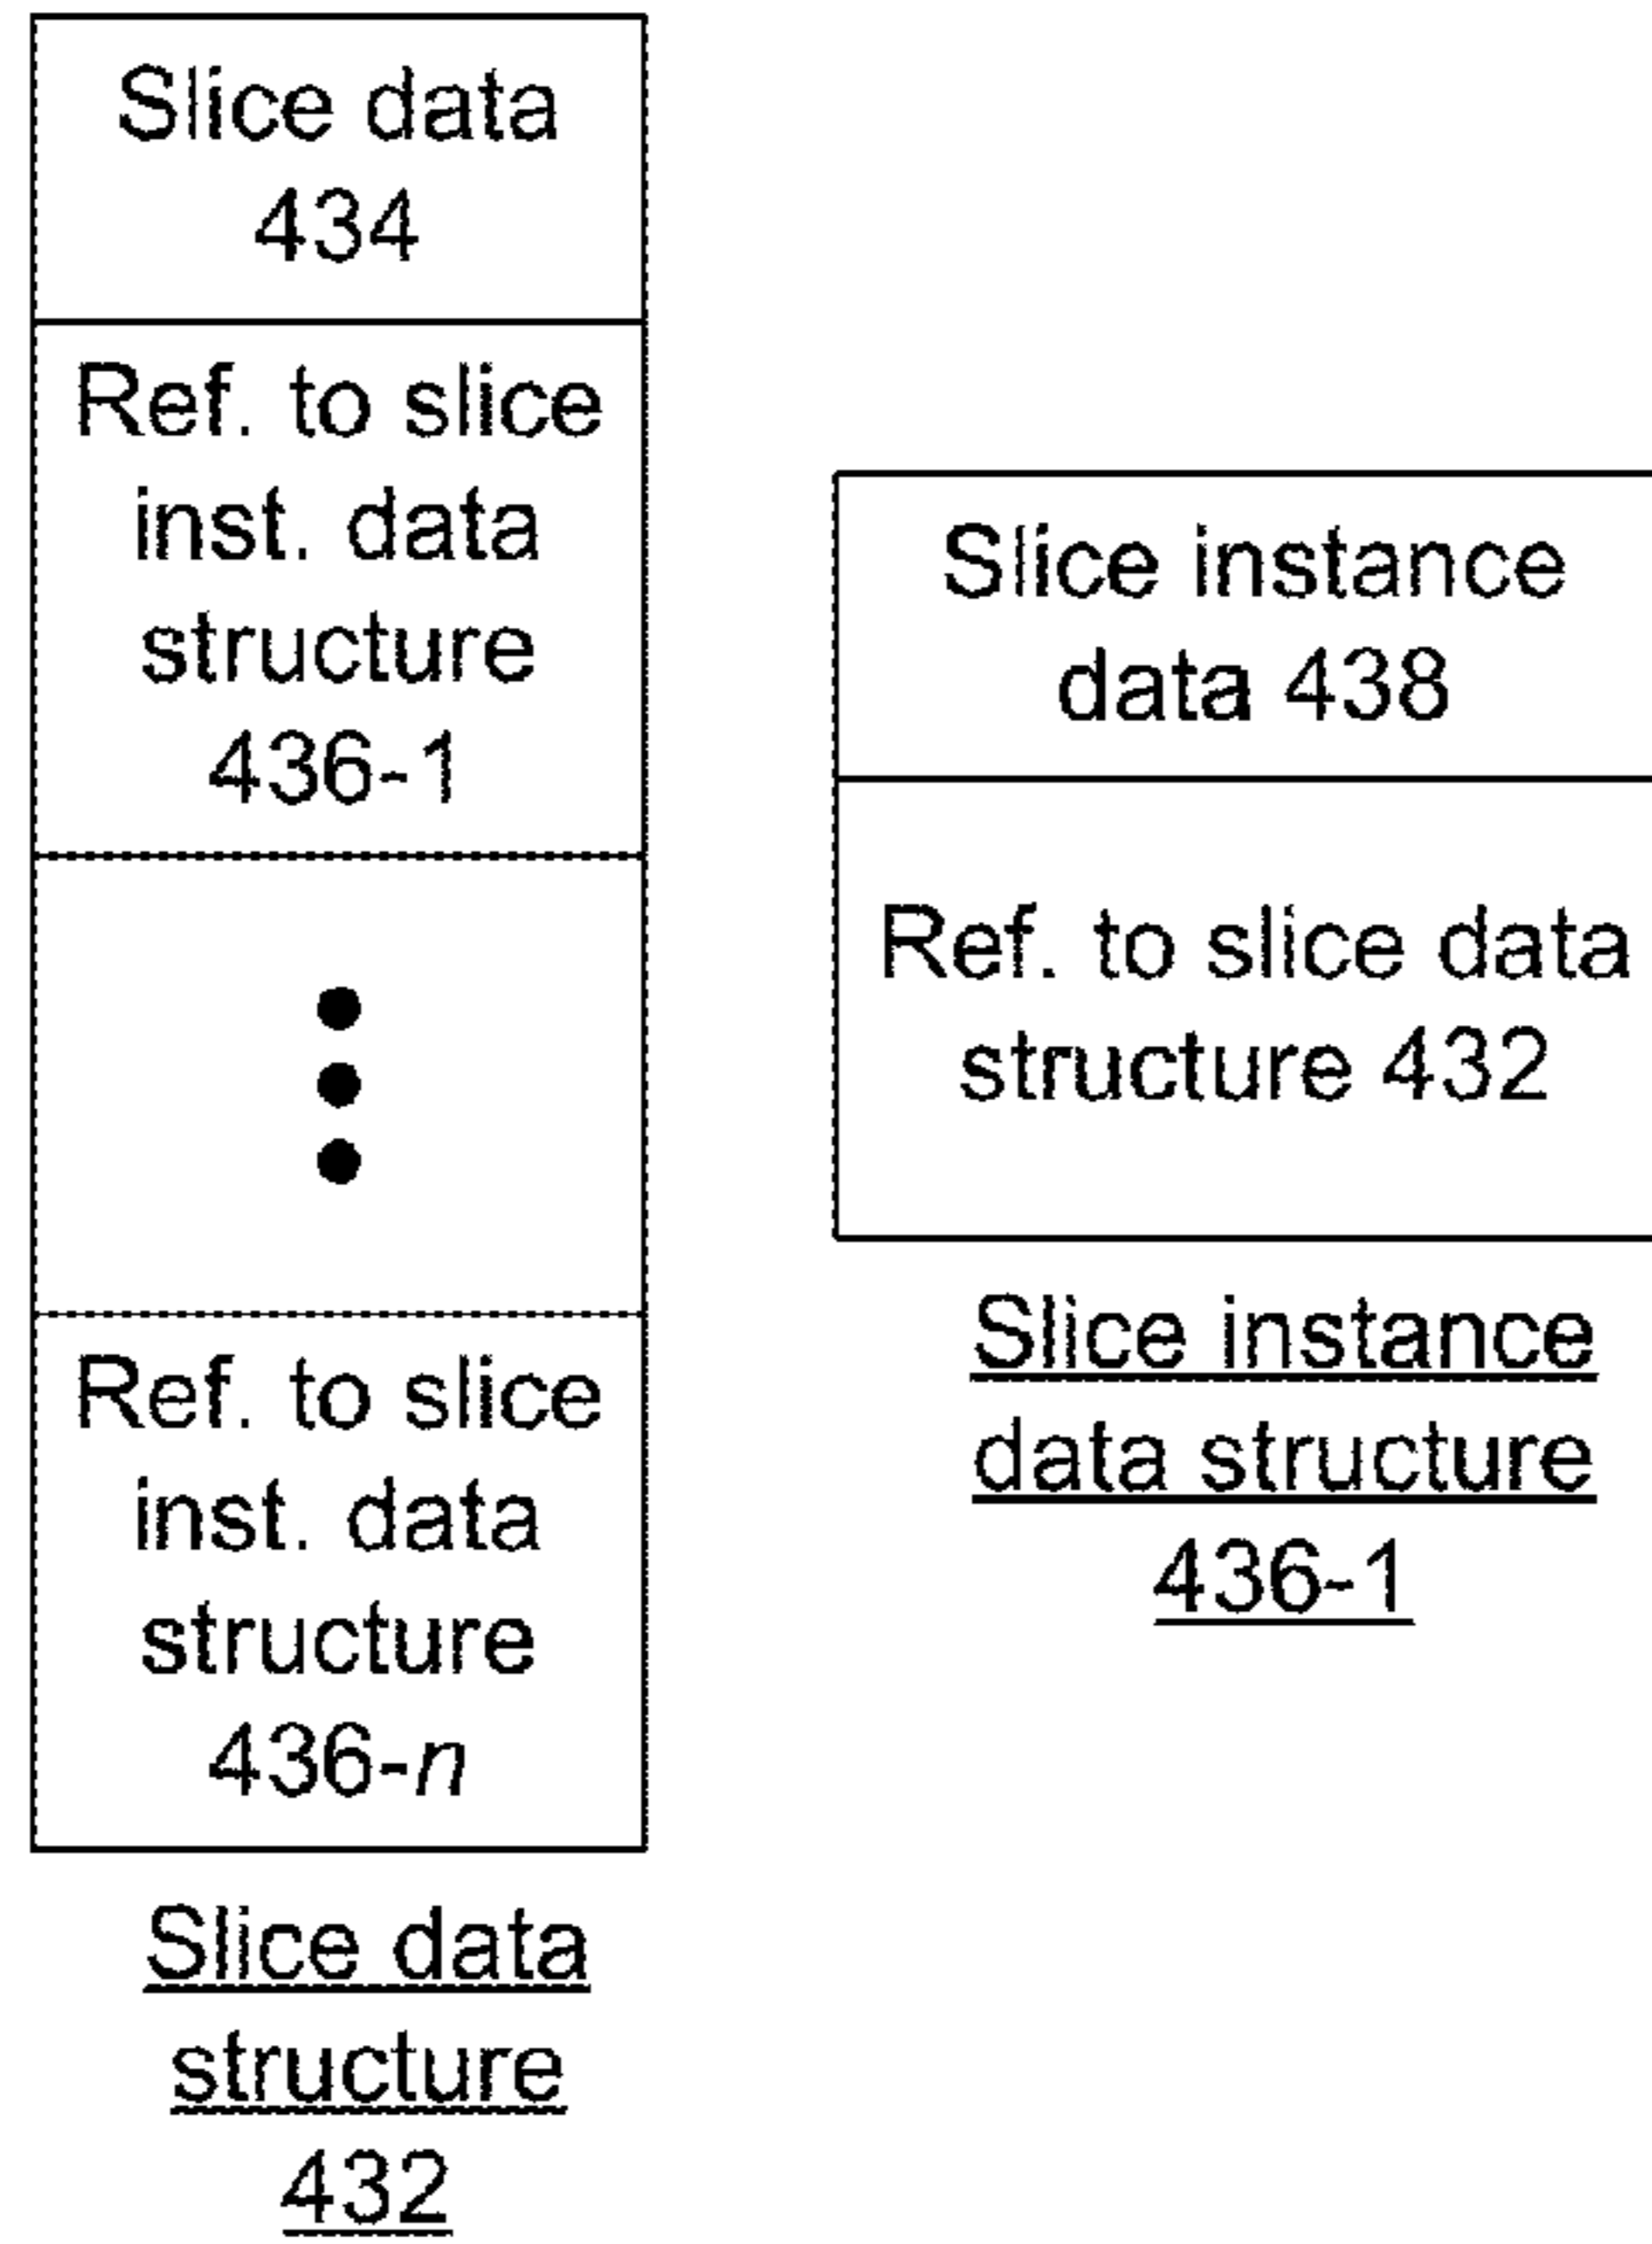 Slice data
434
Ref. to slice
inst. data
structure
436-1
Ref. to slice
inst. data
structure
436-n
Slice data
structure
432
Slice instance
data 438
Ref. to slice data
structure 432
Slice instance
data structure
436-1